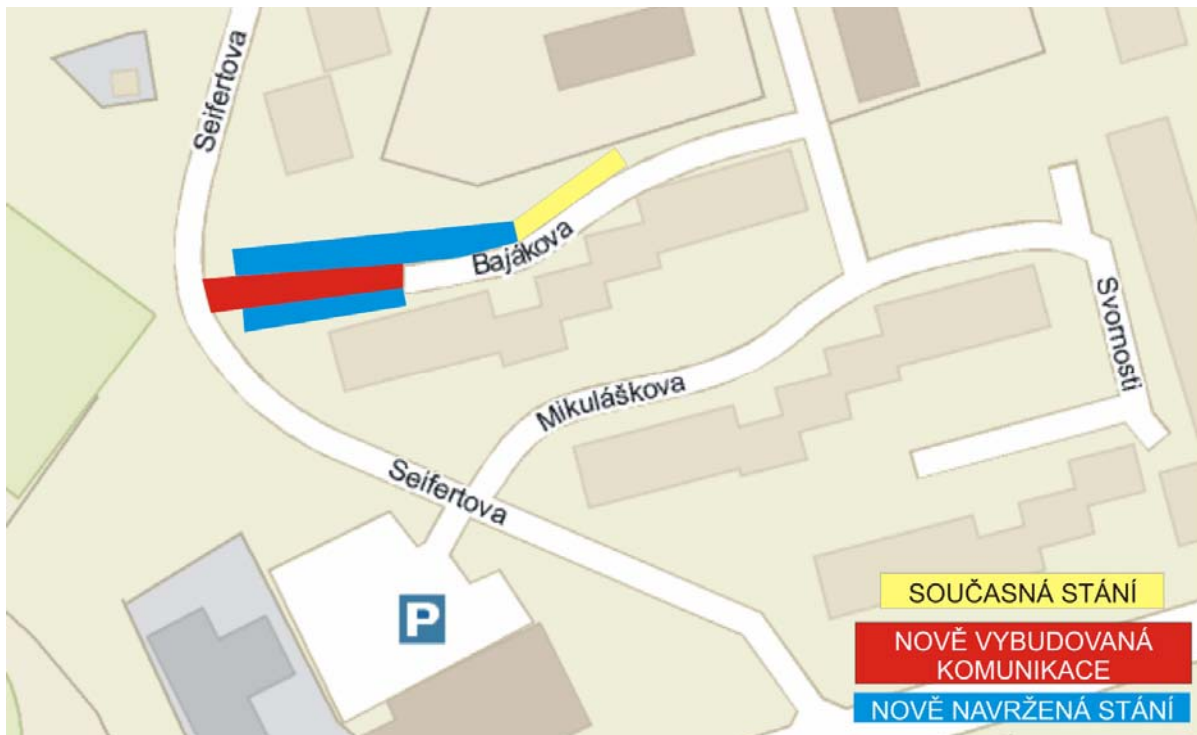 Seifertova
Bajákova
Svornosti
Mikuláškova
Seifertova
P
SOUČASNÁ STÁNÍ
NOVĚ VYBUDOVANÁ
KOMUNIKACE
NOVĚ NAVRŽENÁ STÁNÍ